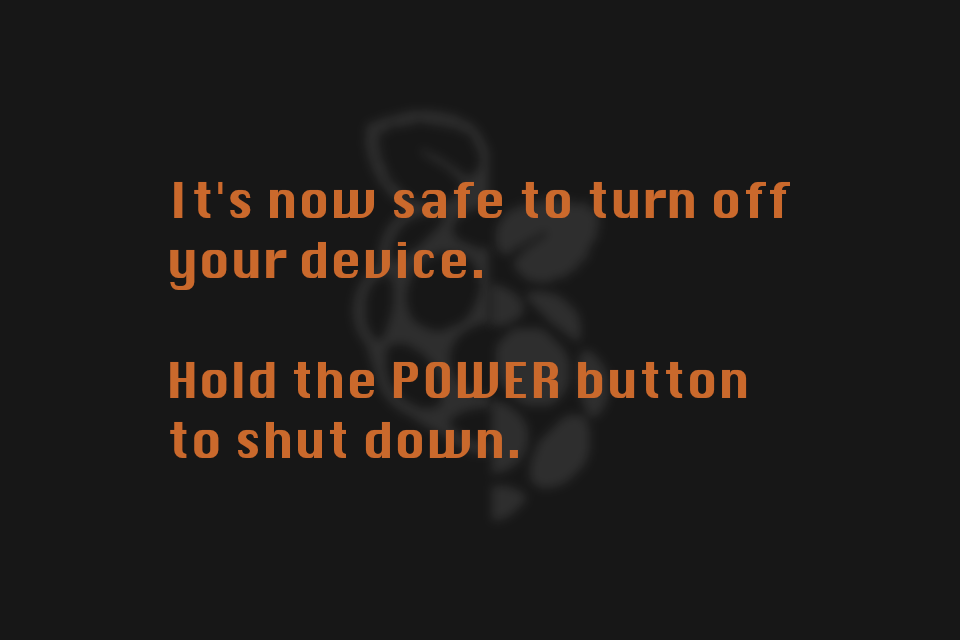 It's now safe to turn off
your device.
Hold the POWER button
to shut down.